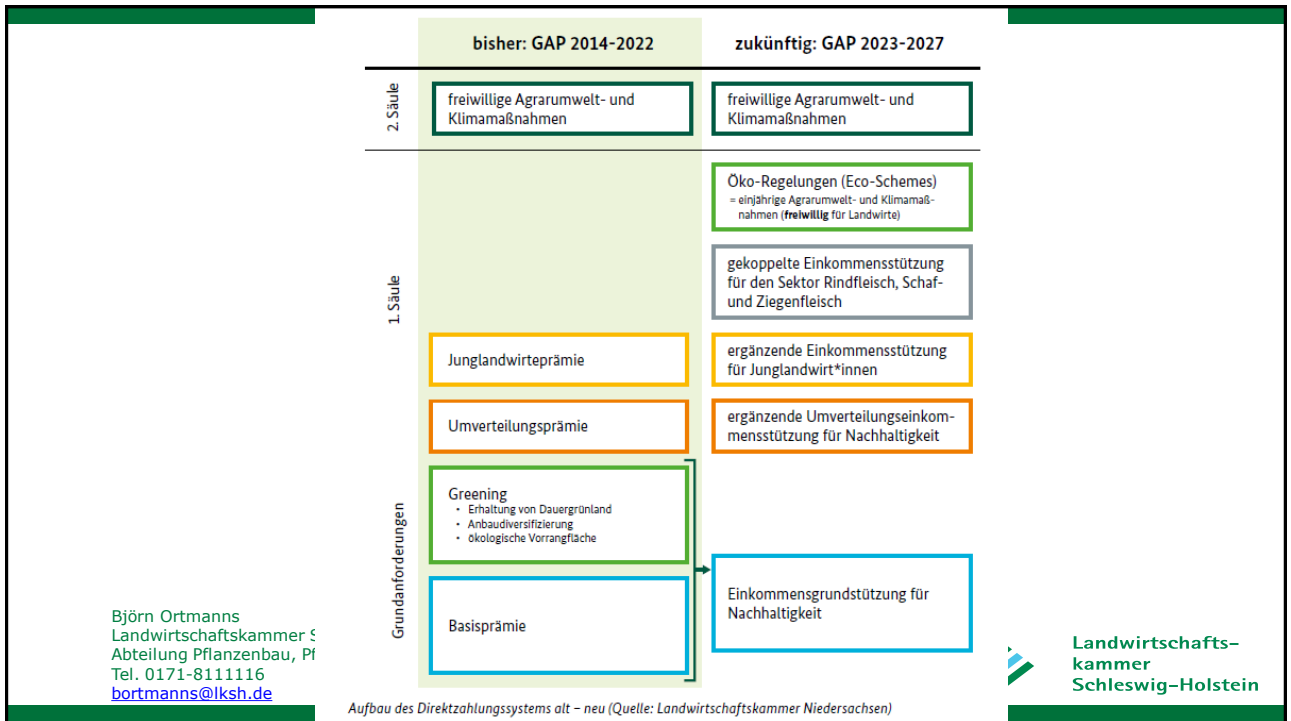 bisher: GAP 2014-2022
zukünftig: GAP 2023-2027
2. Säule
freiwillige Agrarumwelt- und
Klimamaßnahmen
freiwillige Agrarumwelt- und
Klimamaßnahmen
1. Säule
Öko-Regelungen (Eco-Schemes)
= einjährige Agrarumwelt- und Klimamaß-
nahmen (freiwillig für Landwirte)
gekoppelte Einkommensstützung
für den Sektor Rindfleisch, Schaf-
und Ziegenfleisch
Junglandwirteprämie
ergänzende Einkommensstützung
für Junglandwirt*innen
Umverteilungsprämie
ergänzende Umverteilungseinkom-
mensstützung für Nachhaltigkeit
Grundanforderungen
Greening
• Erhaltung von Dauergrünland
• Anbaudiversifizierung
• ökologische Vorrangfläche
Basisprämie
Einkommensgrundstützung für
Nachhaltigkeit
Björn Ortmanns
Landwirtschaftskammer S
Abteilung Pflanzenbau, Pf
Tel. 0171-8111116
bortmanns@lksh.de
Landwirtschafts-
kammer
Schleswig-Holstein
Aufbau des Direktzahlungssystems alt – neu (Quelle: Landwirtschaftskammer Niedersachsen)